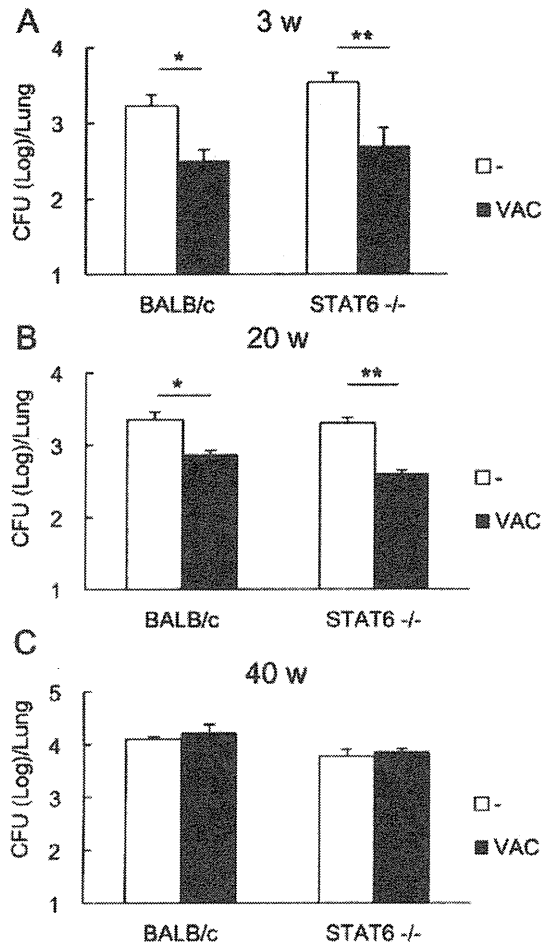 A
3 w
CFU (Log)/Lung
4
3
2
1
*
**
-
VAC
BALB/c
STAT6 -/-
B
20 w
CFU (Log)/Lung
4
3
2
1
*
**
-
VAC
BALB/c
STAT6 -/-
C
40 w
CFU (Log)/Lung
5
4
3
2
1
-
VAC
BALB/c
STAT6 -/-